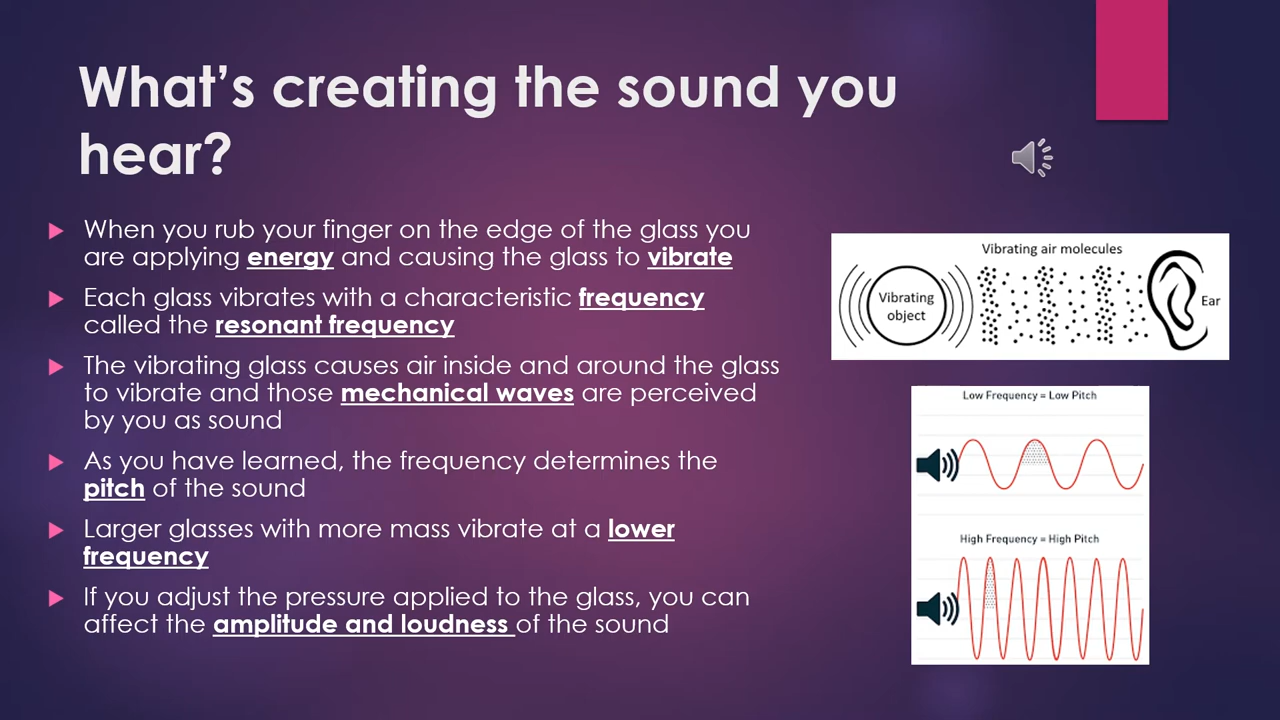 What's creating the sound you
hear?
When you rub your finger on the edge of the glass you
are applying energy and causing the glass to vibrate
Each glass vibrates with a characteristic frequency
called the resonant frequency
The vibrating glass causes air inside and around the glass
to vibrate and those mechanical waves are perceived
by you as sound
As you have learned, the frequency determines the
pitch of the sound
Larger glasses with more mass vibrate at a lower
frequency
If you adjust the pressure applied to the glass, you can
affect the amplitude and loudness of the sound
Vibrating air molecules
Vibrating
object
Ear
Low Frequency = Low Pitch
High Frequency = High Pitch